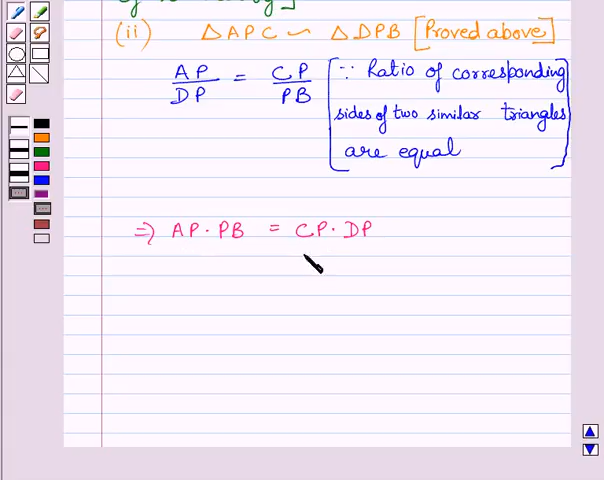 (ii) △APC ∽ △DPB [Proved above]
AP/DP = CP/PB [∵ Ratio of corresponding
sides of two similar triangles
are equal]
⇒ AP · PB = CP · DP